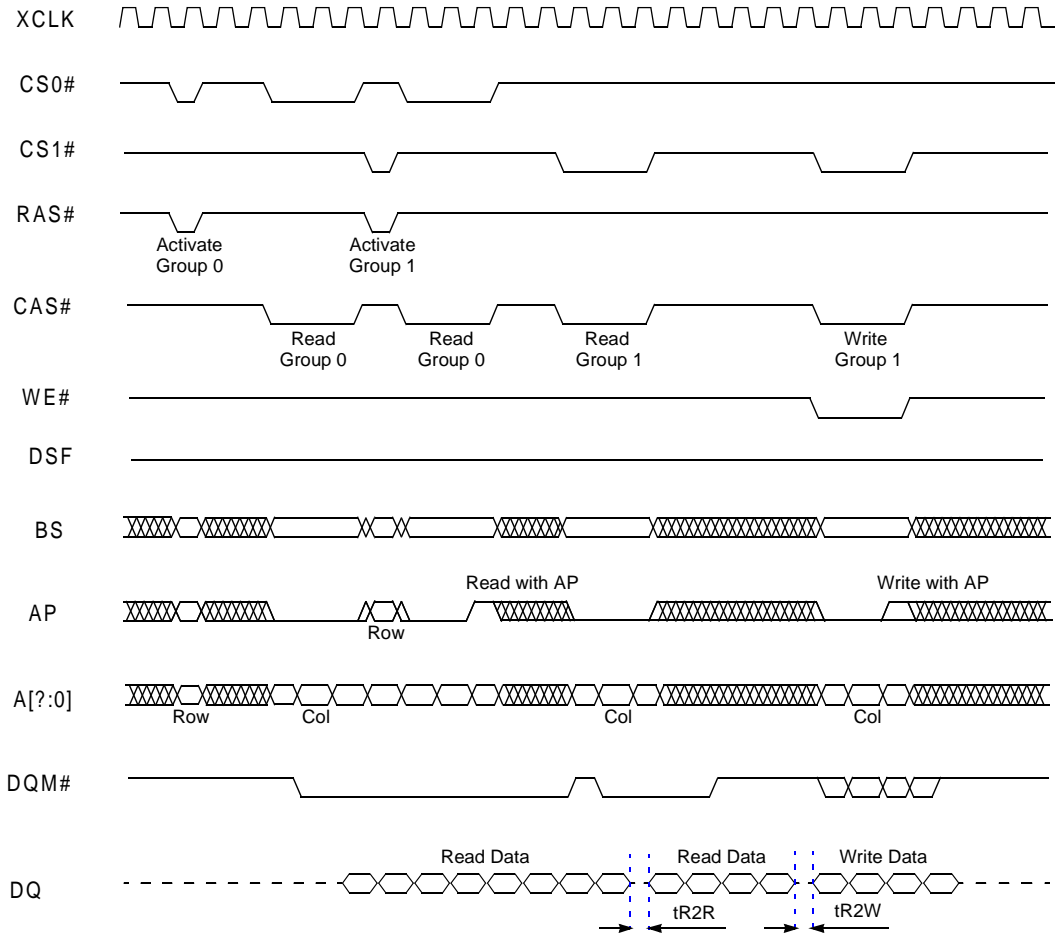 XCLK
CS0#
CS1#
RAS#
Activate
Group 0
Activate
Group 1
CAS#
Read
Group 0
Read
Group 0
Read
Group 1
Write
Group 1
WE#
DSF
BS
Read with AP
Write with AP
AP
Row
A[?:0]
Row
Col
Col
Col
DQM#
Read Data
Read Data
Write Data
DQ
tR2R
tR2W